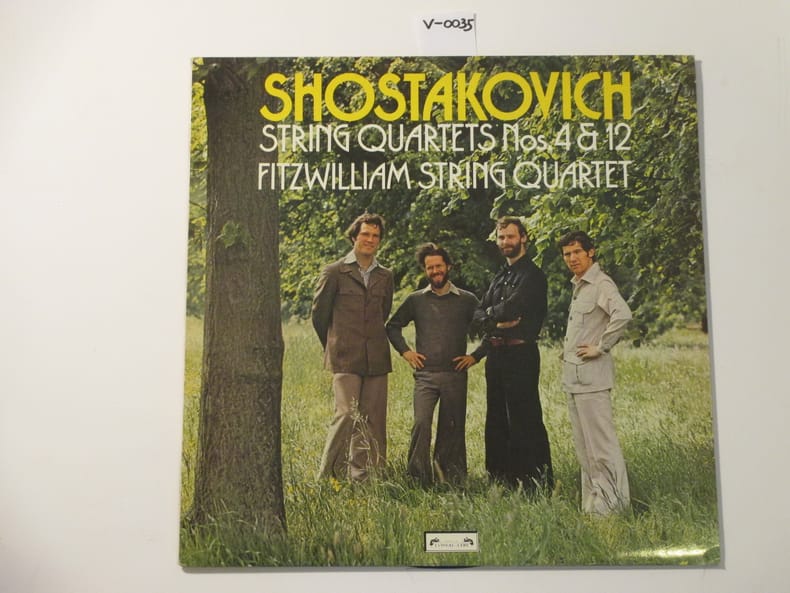 V-0035
SHOSTAKOVICH
STRING QUARTETS Nos. 4 & 12
FITZWILLIAM STRING QUARTET